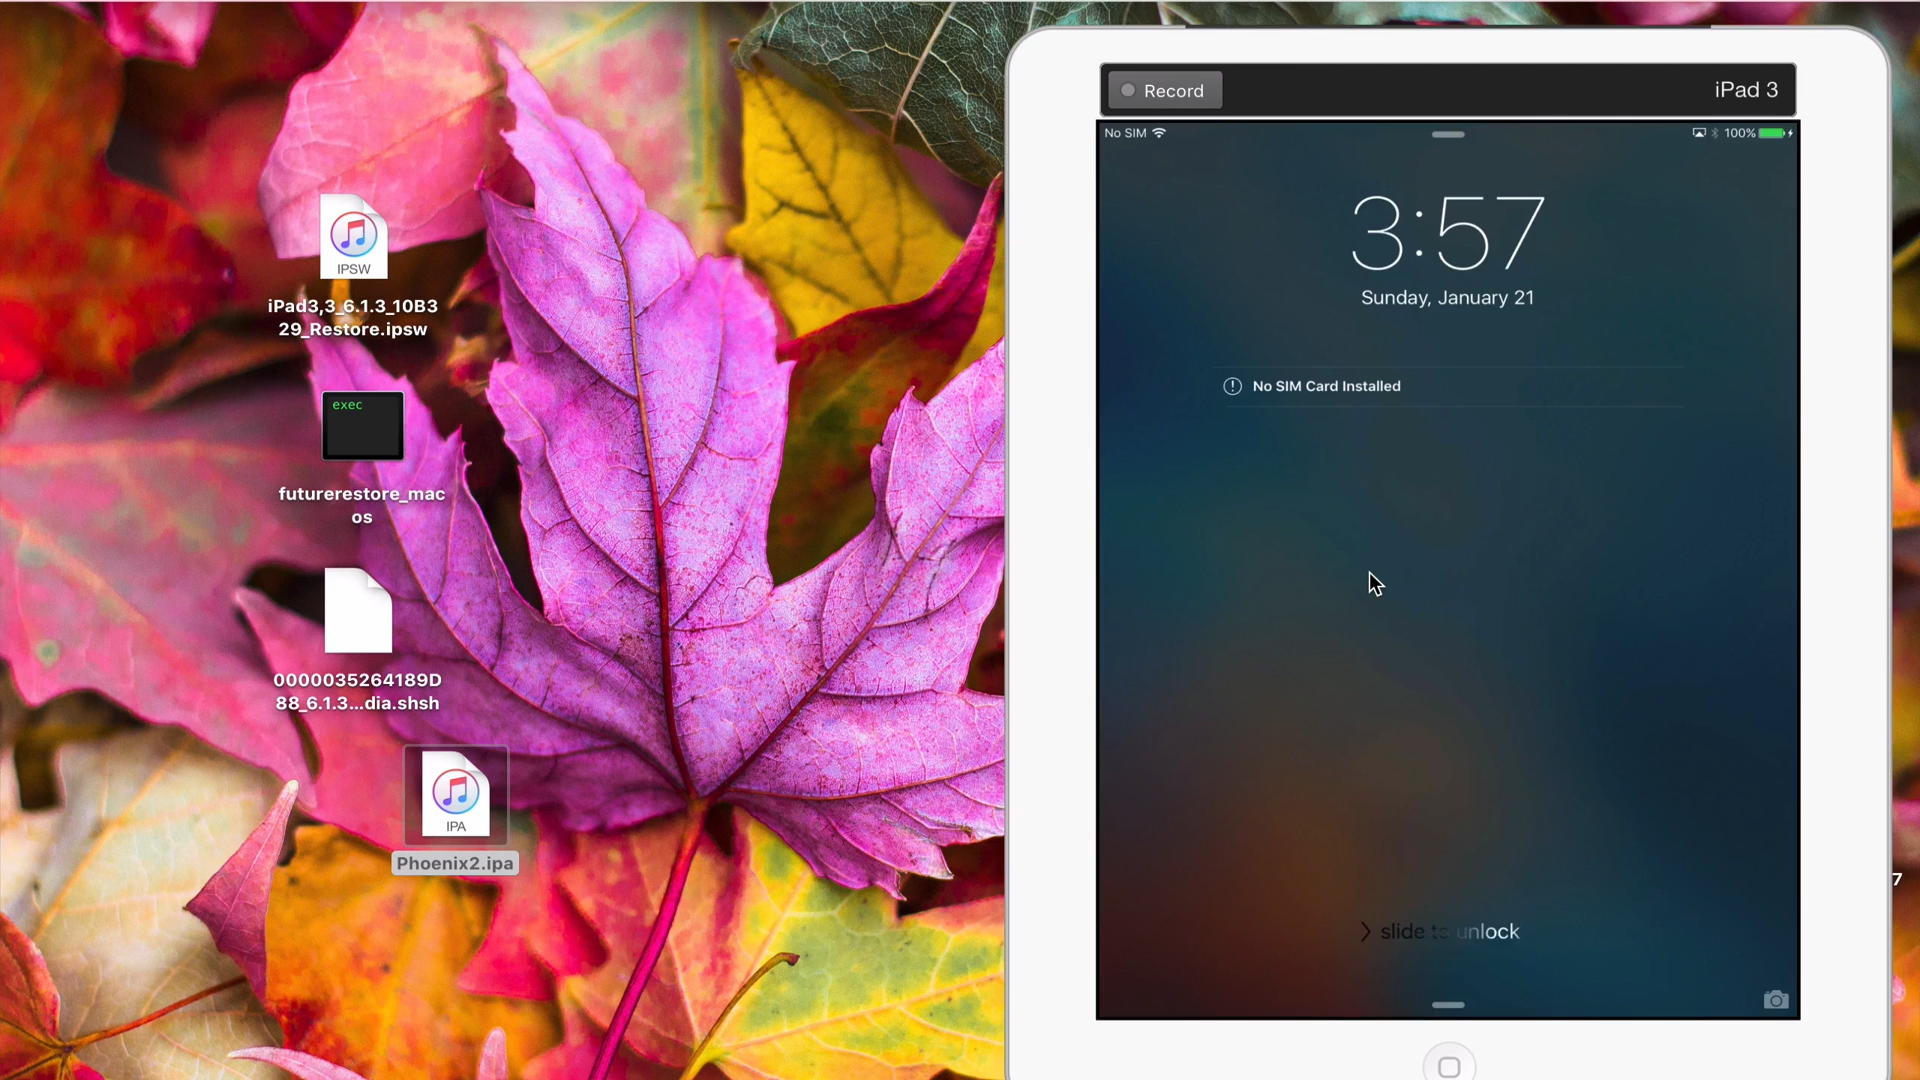 Record
iPad 3
No SIM
100%
3:57
Sunday, January 21
No SIM Card Installed
slide to unlock
IPSW
iPad3,3_6.1.3_10B3
29_Restore.ipsw
exec
futurerestore_mac
os
0000035264189D
88_6.1.3...dia.shsh
IPA
Phoenix2.ipa
7